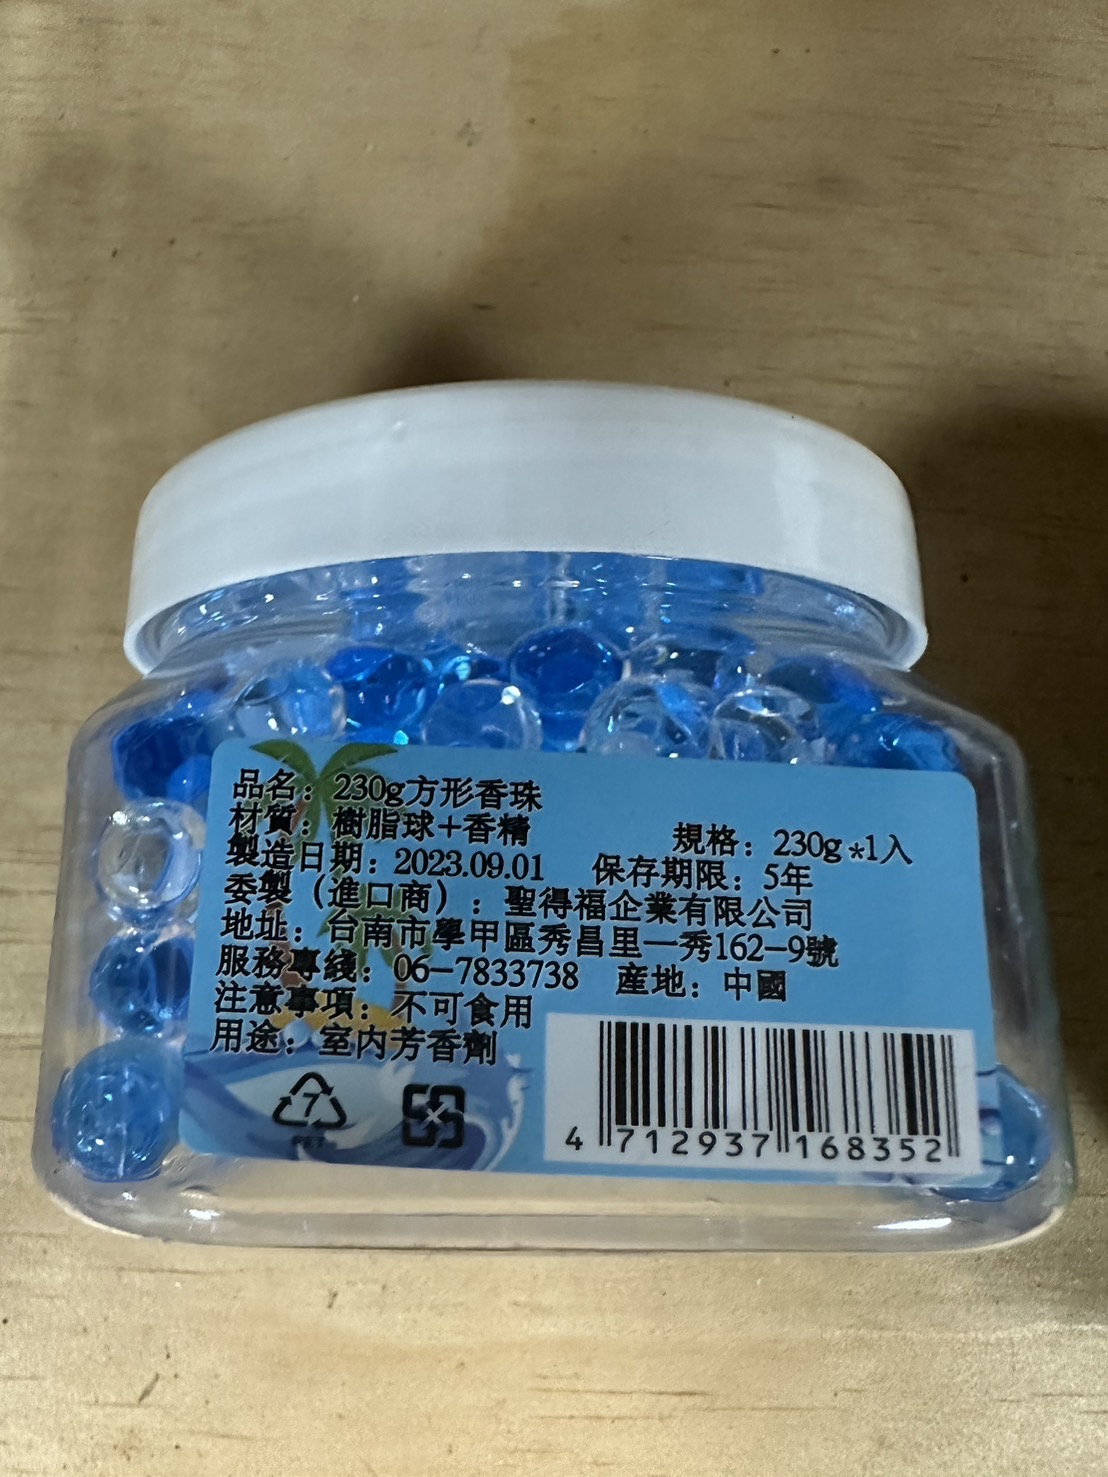 品名：230g方形香珠
材質：樹脂球+香精 規格：230g*1入
製造日期：2023.09.01 保存期限：5年
委製（進口商）：聖得福企業有限公司
地址：台南市學甲區秀昌里一秀162-9號
服務專綫：06-7833738 産地：中國
注意事項：不可食用
用途：室內芳香劑
7
PET
4 712937 168352